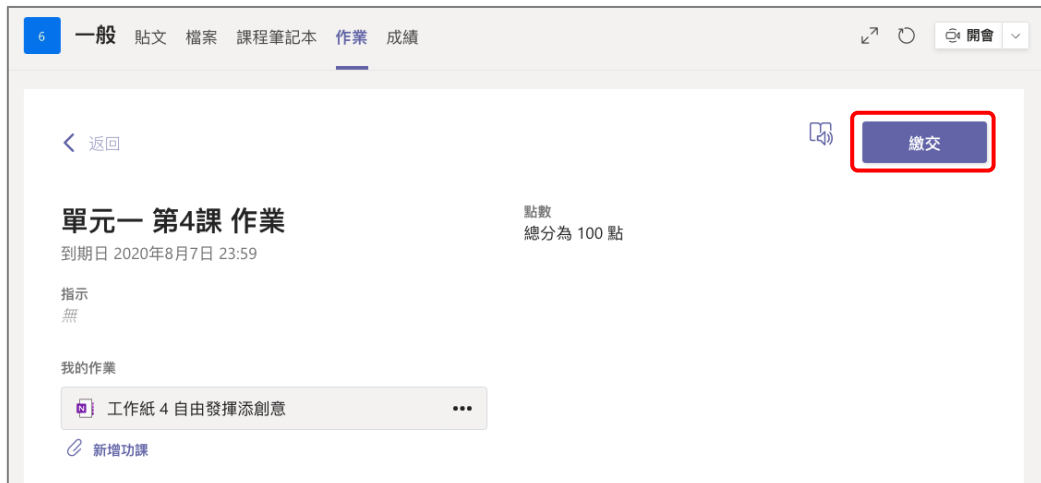 6 一般 貼文 檔案 課程筆記本 作業 成績 開會
返回 繳交
單元一 第4課 作業
到期日 2020年8月7日 23:59
點數
總分為 100 點
指示
無
我的作業
N 工作紙 4 自由發揮添創意
新增功課